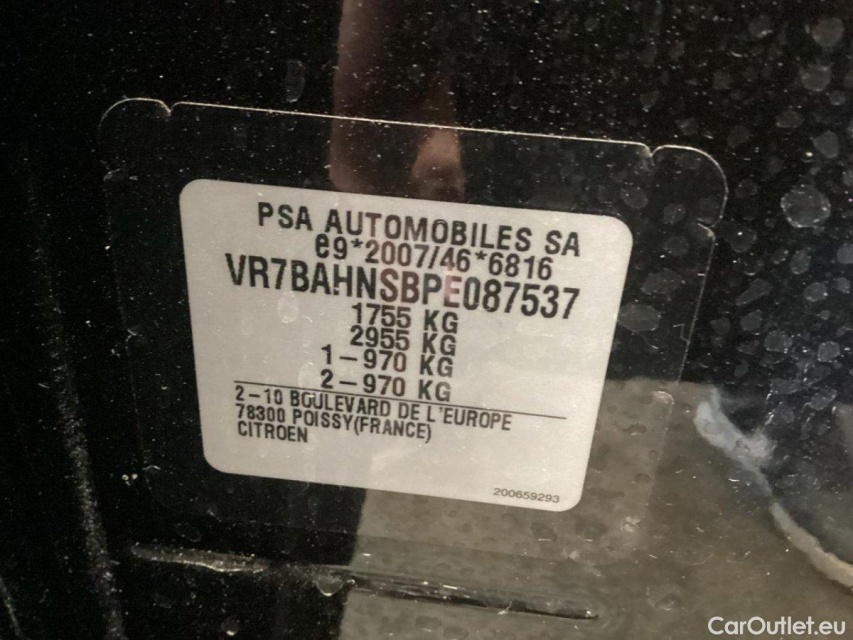 PSA AUTOMOBILES SA
e9*2007/46*6816
VR7BAHNSBPE087537
1755 KG
2955 KG
1-970 KG
2-970 KG
2-10 BOULEVARD DE L'EUROPE
78300 POISSY(FRANCE)
CITROEN
200659293
CarOutlet.eu